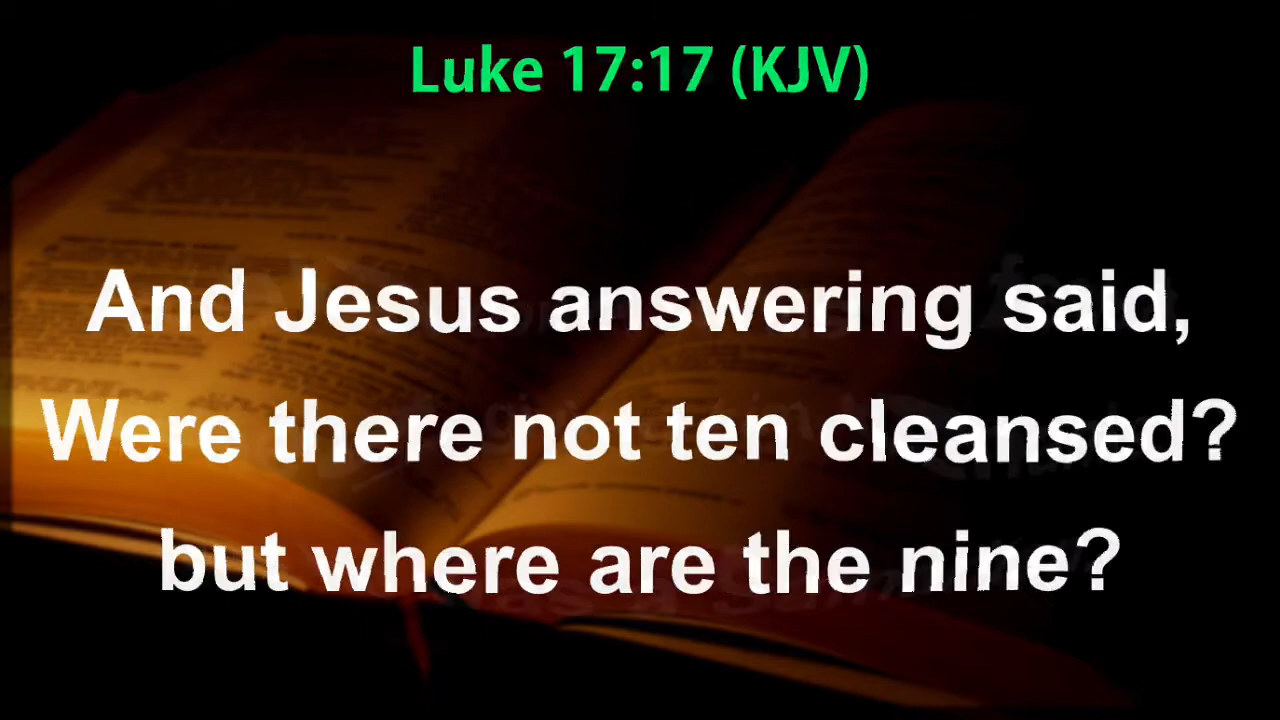 Luke 17:17 (KJV)
And Jesus answering said,
Were there not ten cleansed?
but where are the nine?